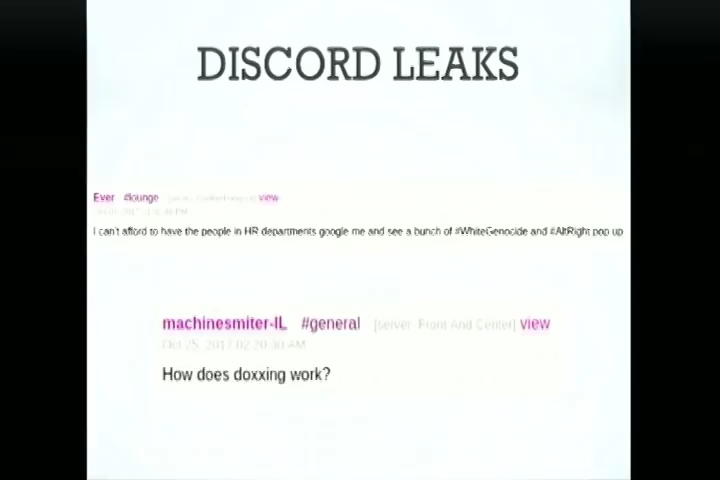 DISCORD LEAKS
Ever #lounge view
I can't afford to have the people in HR departments google me and see a bunch of #WhiteGenocide and #AltRight pop up
machinesmiter-IL #general [server: Front And Center] view
Oct 25, 2017 02:20:30 AM
How does doxxing work?